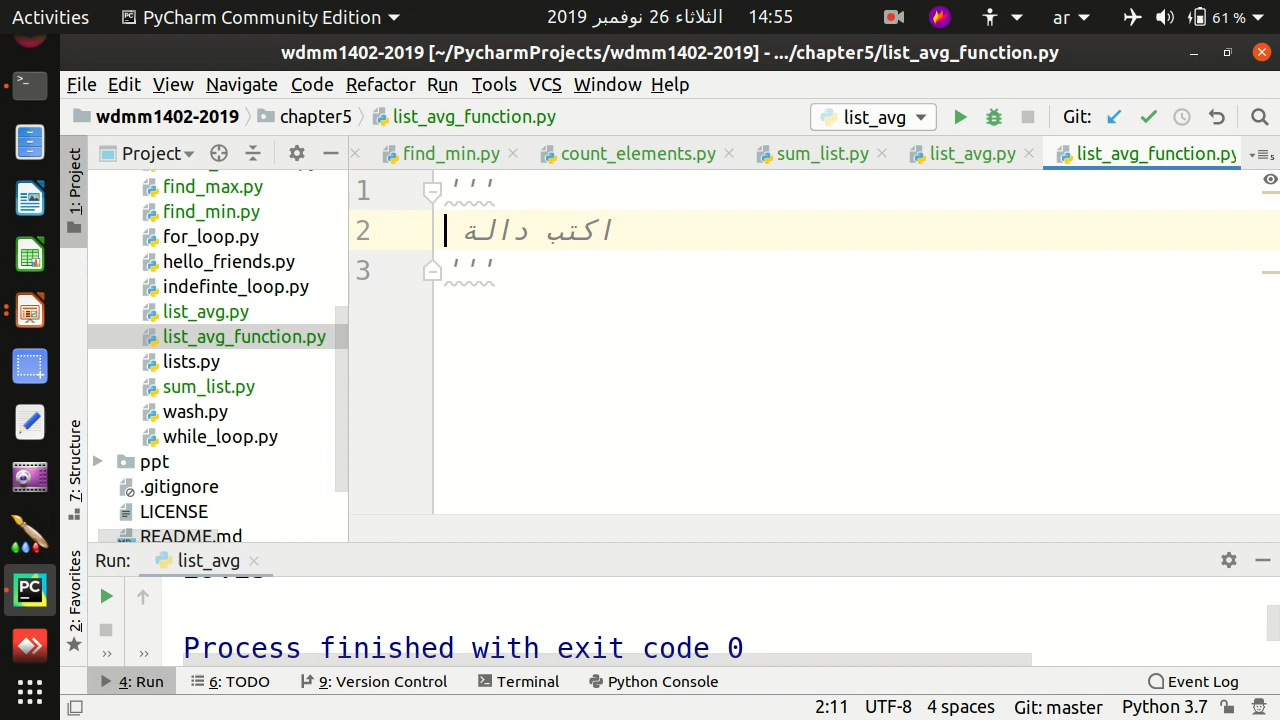 Activities PyCharm Community Edition 2019 الثلاثاء 26 نوفمبر 14:55 ar 61 %
wdmm1402-2019 [~/PycharmProjects/wdmm1402-2019] - .../chapter5/list_avg_function.py
File Edit View Navigate Code Refactor Run Tools VCS Window Help
wdmm1402-2019 chapter5 list_avg_function.py list_avg Git:
Project find_min.py count_elements.py sum_list.py list_avg.py list_avg_function.py
1: Project
find_max.py
find_min.py
for_loop.py
hello_friends.py
indefinte_loop.py
list_avg.py
list_avg_function.py
lists.py
sum_list.py
wash.py
while_loop.py
ppt
.gitignore
LICENSE
README.md
1 '''
2 اكتب دالة
3 '''
7: Structure
2: Favorites
Run: list_avg
Process finished with exit code 0
4: Run 6: TODO 9: Version Control Terminal Python Console Event Log
2:11 UTF-8 4 spaces Git: master Python 3.7